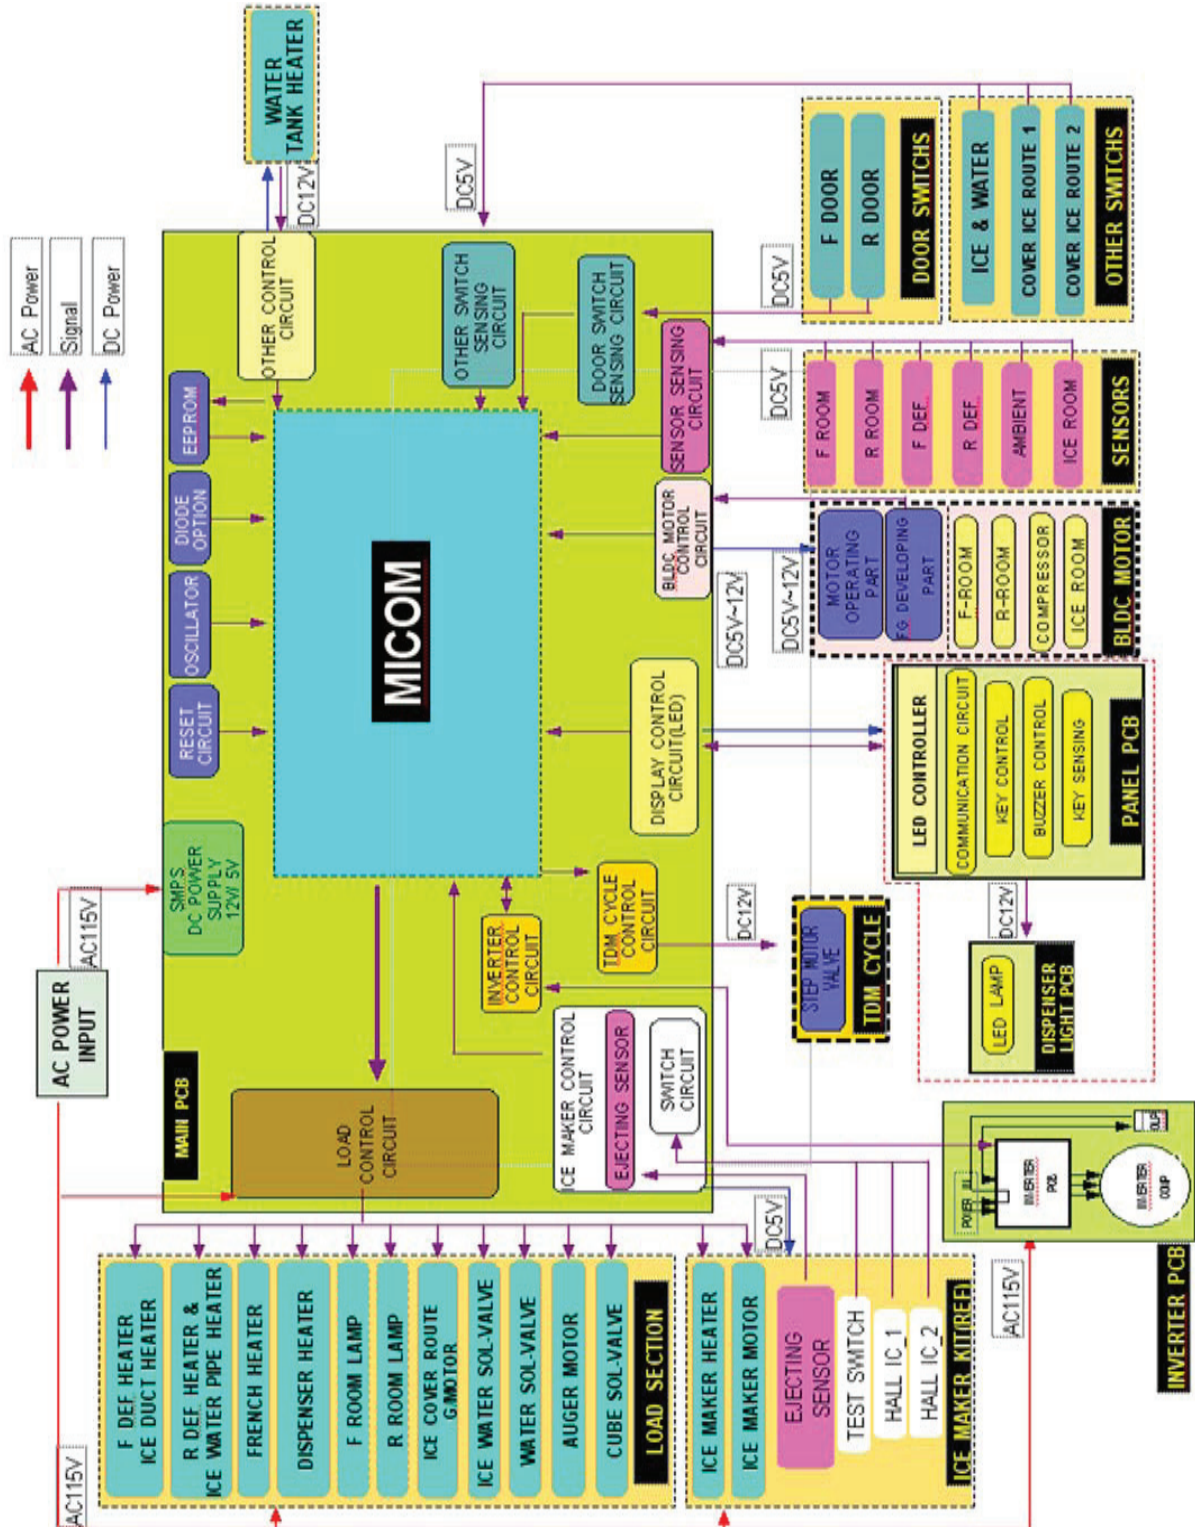 AC Power
Signal
DC Power
WATER
TANK HEATER
DC12V
DC5V
AC POWER
INPUT
AC115V
AC115V
MAIN PCB
SMPS
DC POWER
SUPPLY
12W 5V
RESET
CIRCUIT
OSCILLATOR
DIODE
OPTION
EEPROM
OTHER CONTROL
CIRCUIT
OTHER SWITCH
SENSING
CIRCUIT
DOOR SWITCH
SENSING CIRCUIT
SENSOR SENSING
CIRCUIT
BLDC MOTOR
CONTROL
CIRCUIT
DISPLAY CONTROL
CIRCUIT(LED)
TDM CYCLE
CONTROL
CIRCUIT
INVERTER
CONTROL
CIRCUIT
MICOM
LOAD
CONTROL
CIRCUIT
ICE MAKER CONTROL
CIRCUIT
EJECTING SENSOR
SWITCH
CIRCUIT
F DEF HEATER
ICE DUCT HEATER
R DEF HEATER &
ICE WATER PIPE HEATER
FRENCH HEATER
DISPENSER HEATER
F ROOM LAMP
R ROOM LAMP
ICE COVER ROUTE
G/MOTOR
ICE WATER SOL-VALVE
WATER SOL-VALVE
AUGER MOTOR
CUBE SOL-VALVE
LOAD SECTION
DC5V
ICE MAKER HEATER
ICE MAKER MOTOR
EJECTING
SENSOR
TEST SWITCH
HALL IC_1
HALL IC_2
ICE MAKER KIT(REF)
AC115V
INVERTER
PCB
OLP
INVERTER
COMP
INVERTER PCB
DC12V
STEP MOTOR
VALVE
TDM CYCLE
DC12V
LED LAMP
DISPENSER
LIGHT PCB
LED CONTROLLER
COMMUNICATION CIRCUIT
KEY CONTROL
BUZZER CONTROL
KEY SENSING
PANEL PCB
DC5V~12V
DC5V~12V
MOTOR
OPERATING
PART
FG DEVELOPING
PART
F-ROOM
R-ROOM
COMPRESSOR
ICE ROOM
BLDC MOTOR
DC5V
F ROOM
R ROOM
F DEF
R DEF
AMBIENT
ICE ROOM
SENSORS
DC5V
F DOOR
R DOOR
DOOR SWTCHS
ICE & WATER
COVER ICE ROUTE 1
COVER ICE ROUTE 2
OTHER SWTCHS